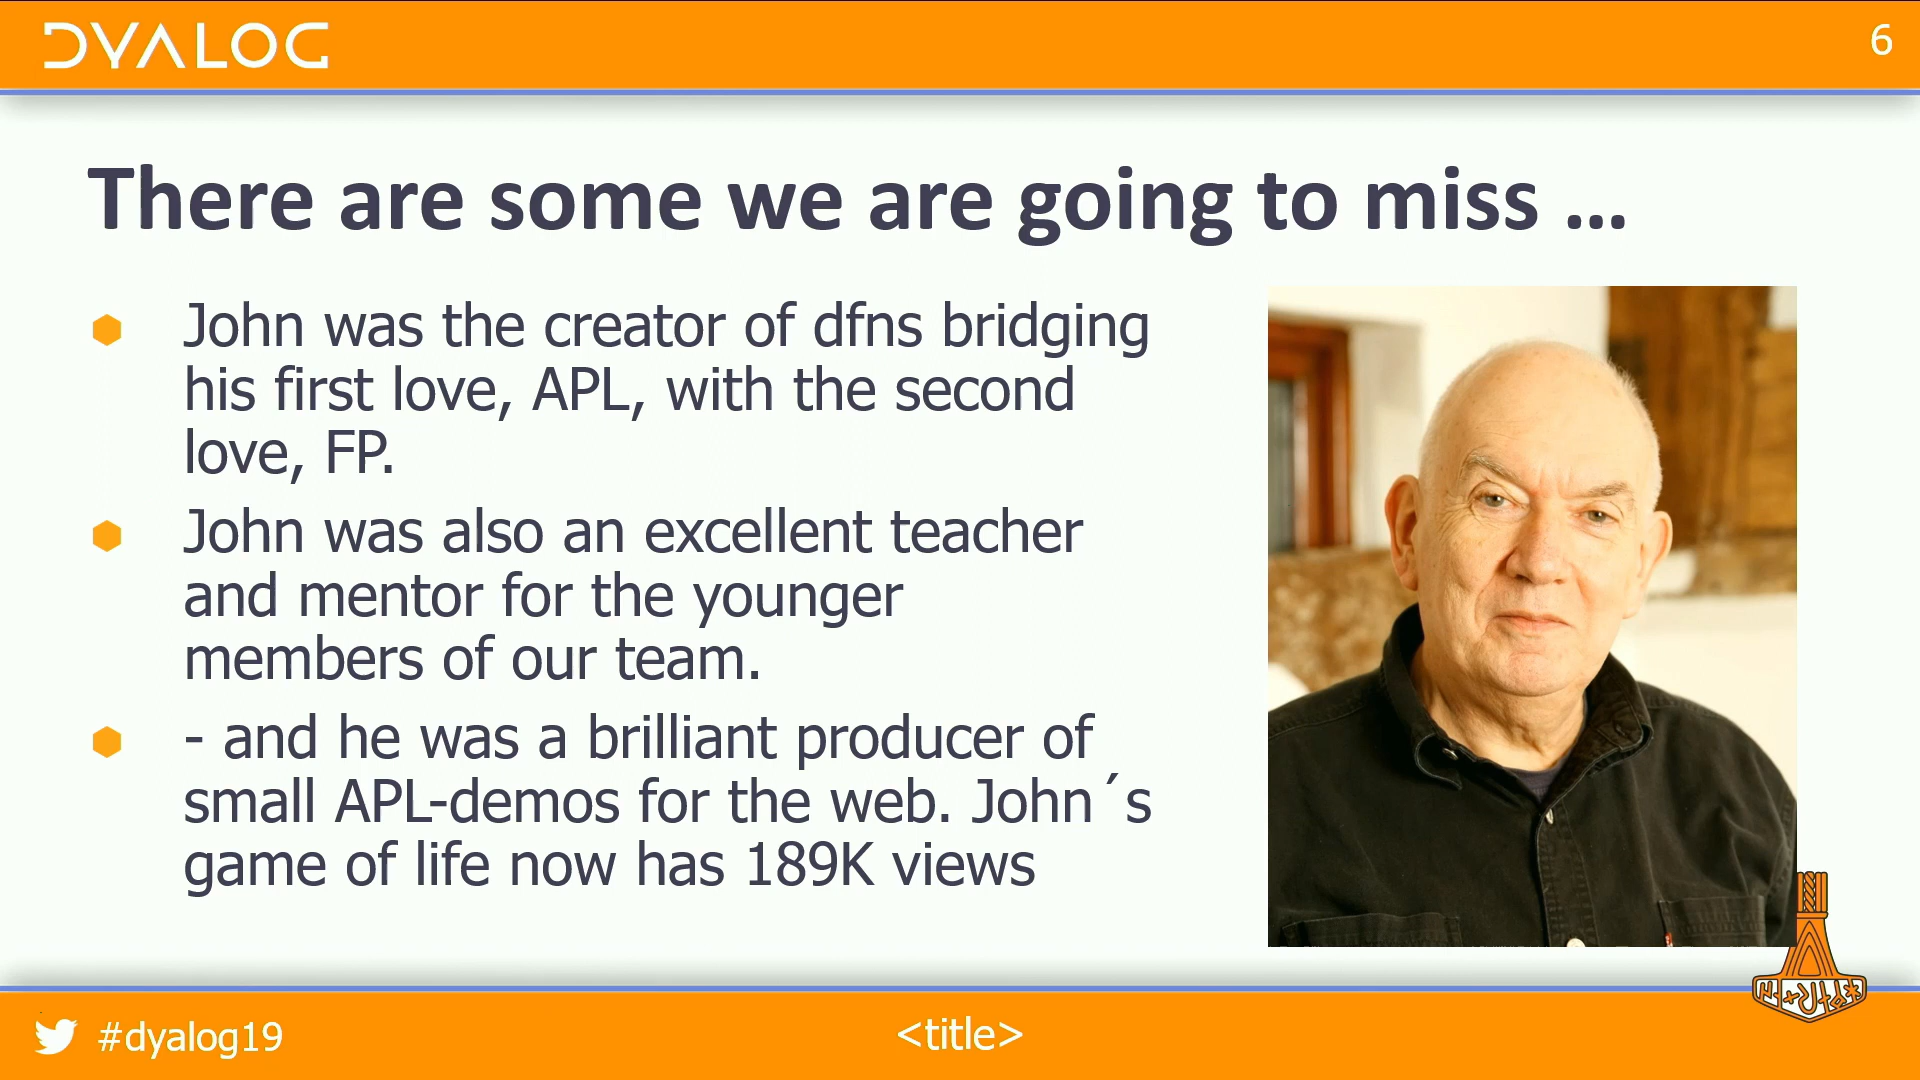 DYALOG
6
There are some we are going to miss ...
John was the creator of dfns bridging
his first love, APL, with the second
love, FP.
John was also an excellent teacher
and mentor for the younger
members of our team.
- and he was a brilliant producer of
small APL-demos for the web. John´s
game of life now has 189K views
#dyalog19
<title>